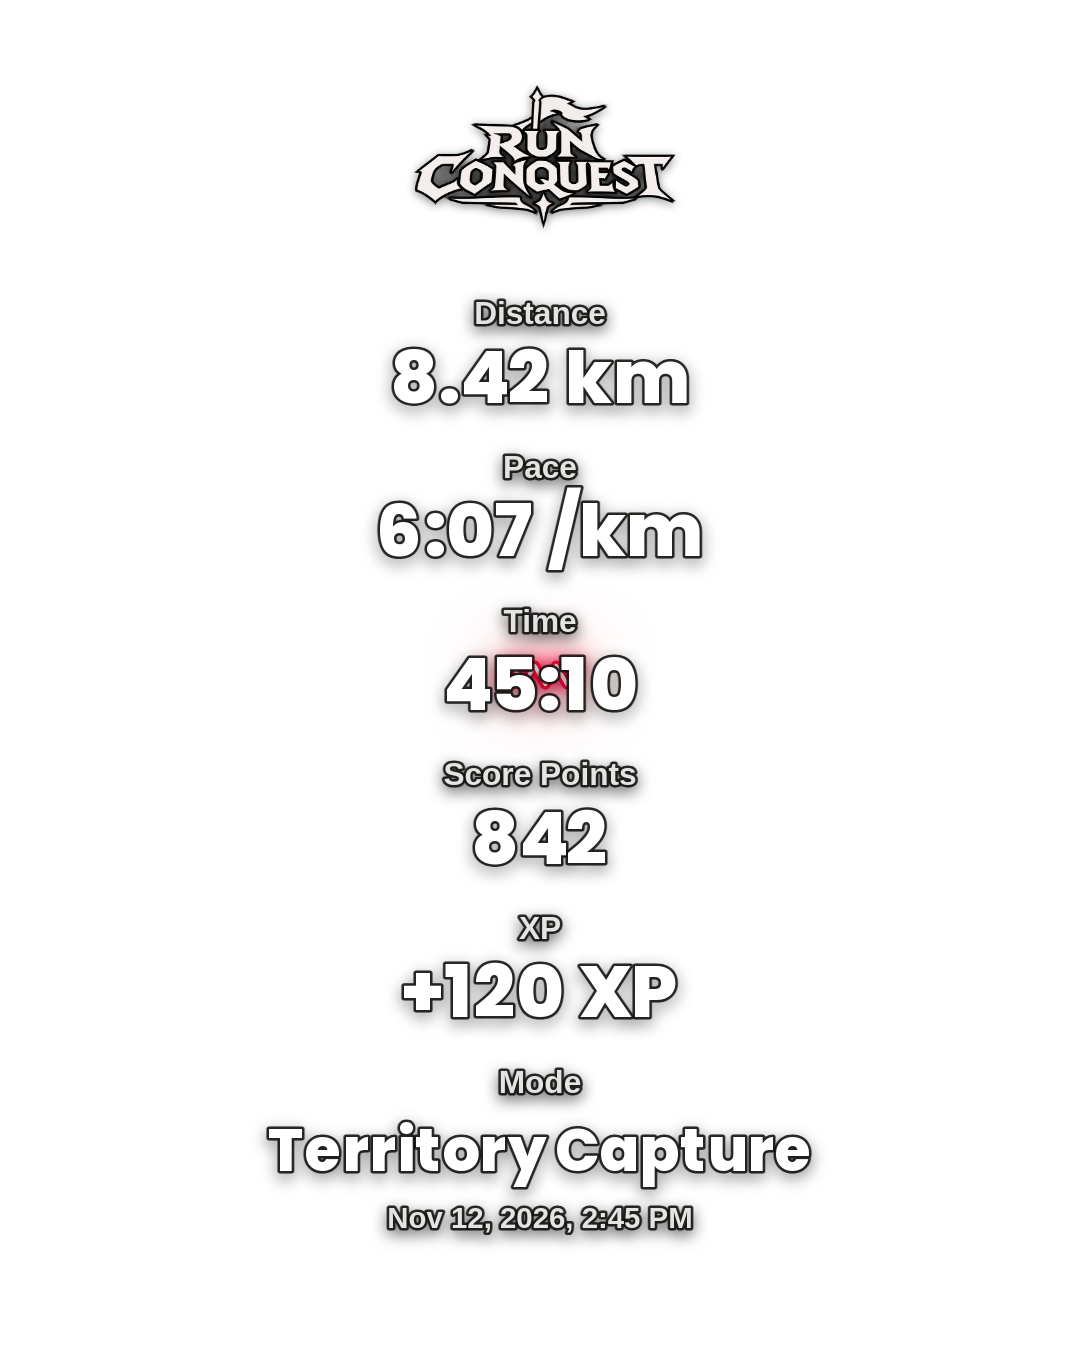 RUN
CONQUEST
Distance
8.42 km
Pace
6:07 /km
Time
45:10
Score Points
842
XP
+120 XP
Mode
Territory Capture
Nov 12, 2026, 2:45 PM